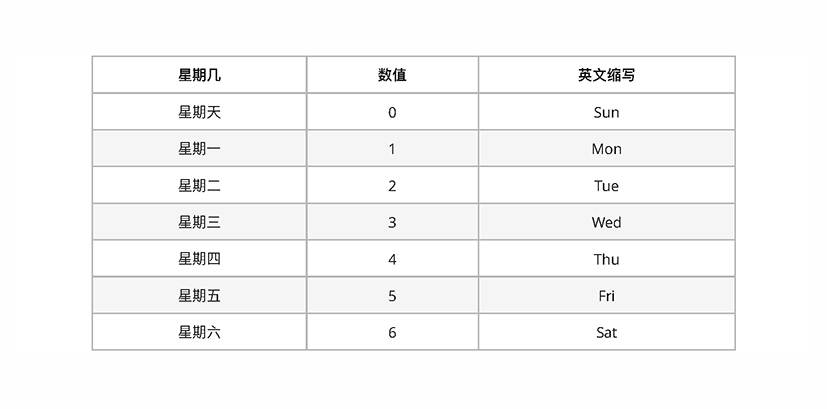 星期几 数值 英文缩写
星期天 0 Sun
星期一 1 Mon
星期二 2 Tue
星期三 3 Wed
星期四 4 Thu
星期五 5 Fri
星期六 6 Sat